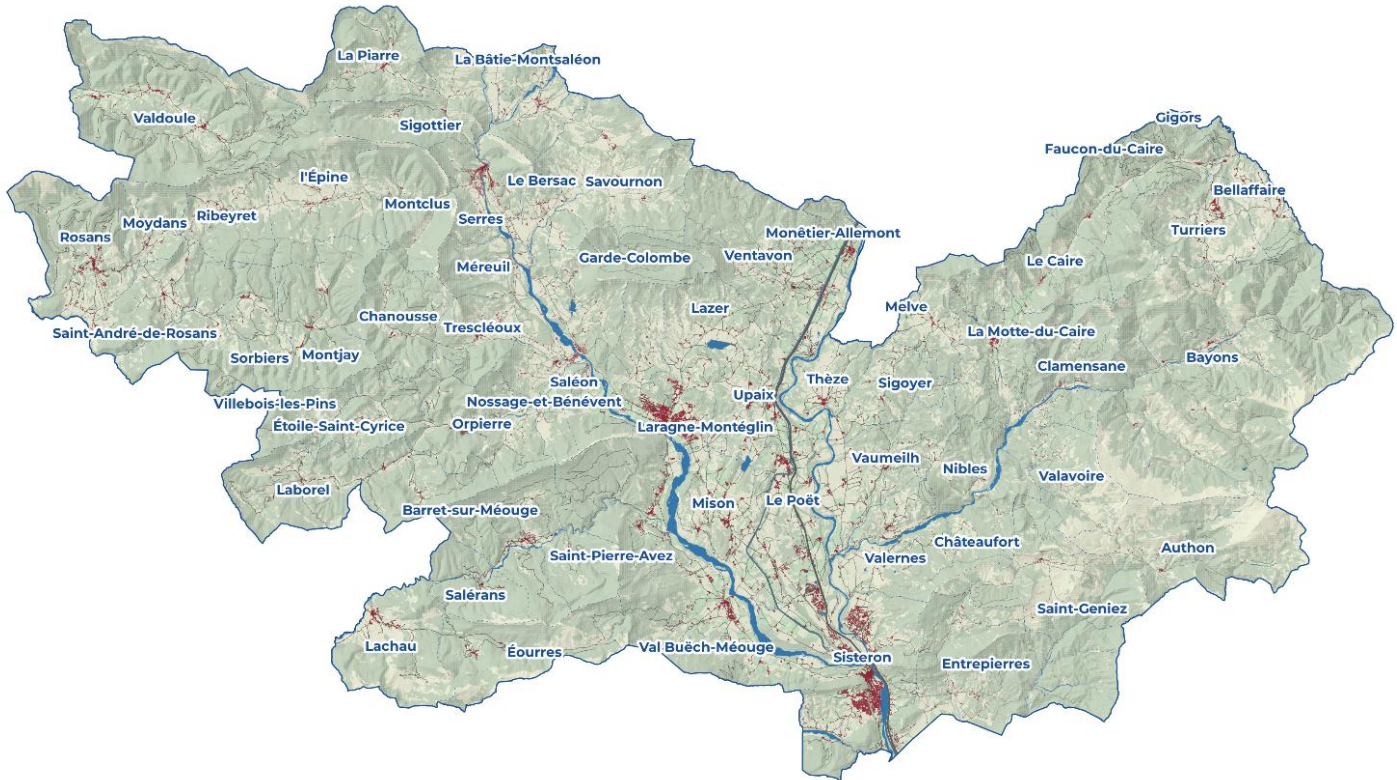 La Piarre
La Bâtie-Montsaléon
Valdoule
Sigottier
Gigors
Faucon-du-Caire
l'Épine
Le Bersac
Savournon
Bellaffaire
Montclus
Ribeyret
Moydans
Serres
Turriers
Rosans
Monêtier-Allemont
Garde-Colombe
Ventavon
Méreuil
Le Caire
Lazer
Melve
Chanousse
Trescléoux
Saint-André-de-Rosans
La Motte-du-Caire
Sorbiers
Montjay
Bayons
Clamensane
Saléon
Thèze
Sigoyer
Upaix
Villebois-les-Pins
Nossage-et-Bénévent
Étoile-Saint-Cyrice
Orpierre
Laragne-Montéglin
Vaumeilh
Nibles
Valavoire
Laborel
Mison
Le Poët
Barret-sur-Méouge
Châteaufort
Authon
Saint-Pierre-Avez
Valernes
Salérans
Saint-Geniez
Lachau
Éourres
Val Buëch-Méouge
Sisteron
Entrepierres